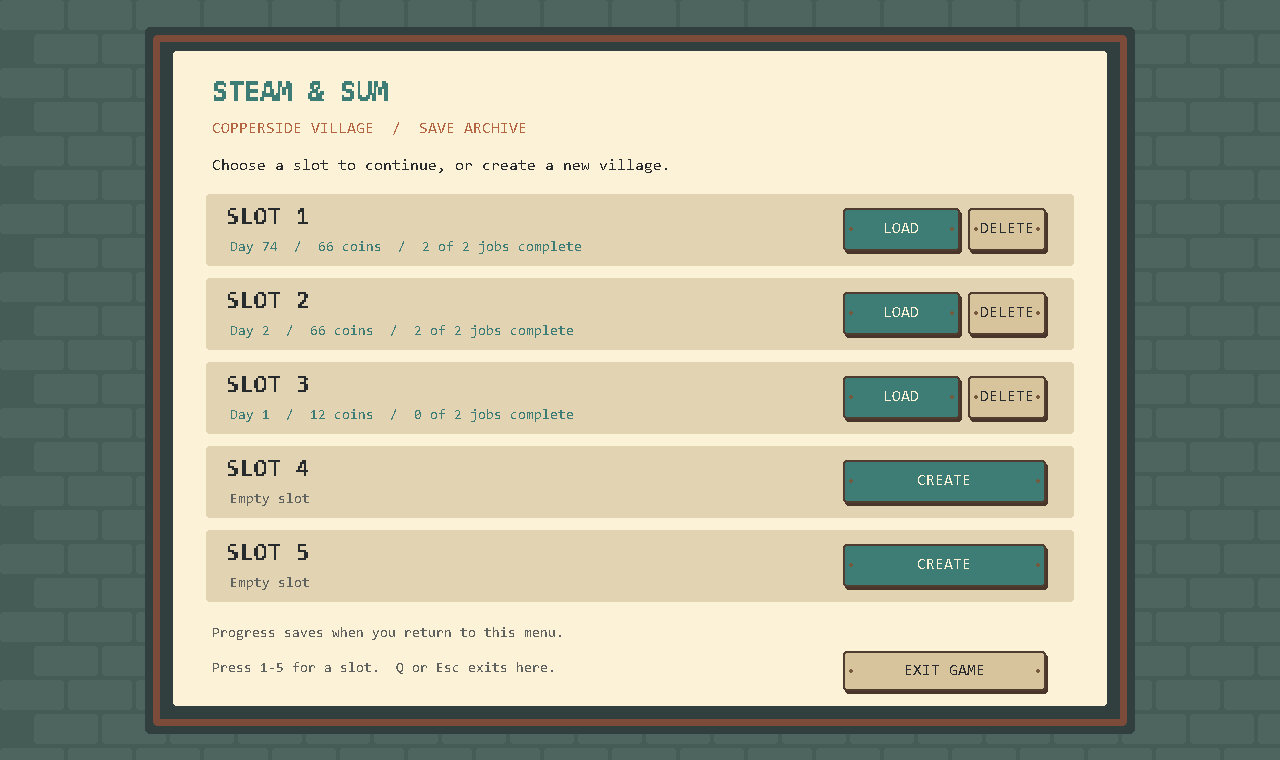 STEAM & SUM
COPPERSIDE VILLAGE / SAVE ARCHIVE
Choose a slot to continue, or create a new village.
SLOT 1
Day 74 / 66 coins / 2 of 2 jobs complete
LOAD
DELETE
SLOT 2
Day 2 / 66 coins / 2 of 2 jobs complete
LOAD
DELETE
SLOT 3
Day 1 / 12 coins / 0 of 2 jobs complete
LOAD
DELETE
SLOT 4
Empty slot
CREATE
SLOT 5
Empty slot
CREATE
Progress saves when you return to this menu.
Press 1-5 for a slot. Q or Esc exits here.
EXIT GAME